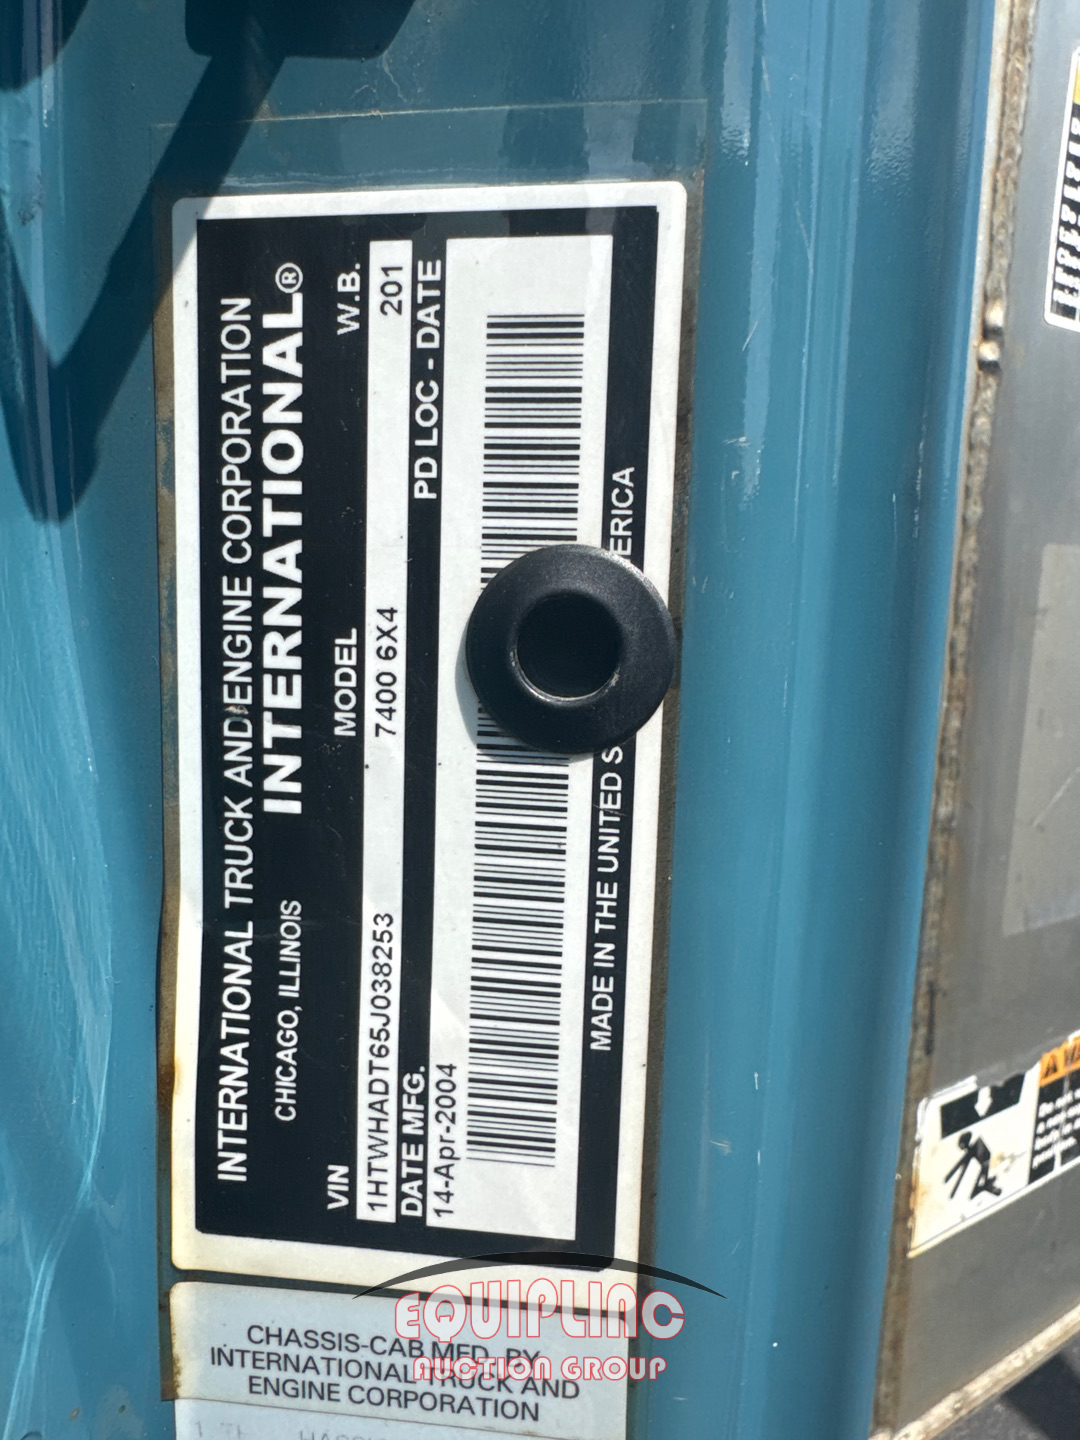 INTERNATIONAL TRUCK AND ENGINE CORPORATION
CHICAGO, ILLINOIS INTERNATIONAL®
VIN MODEL W.B.
1HTWHADT65J038253 7400 6X4 201
DATE MFG. PD LOC - DATE
14-Apr-2004
MADE IN THE UNITED S ERICA
CHASSIS-CAB MFD. BY
INTERNATIONAL TRUCK AND
ENGINE CORPORATION
EQUIPLINC
AUCTION GROUP